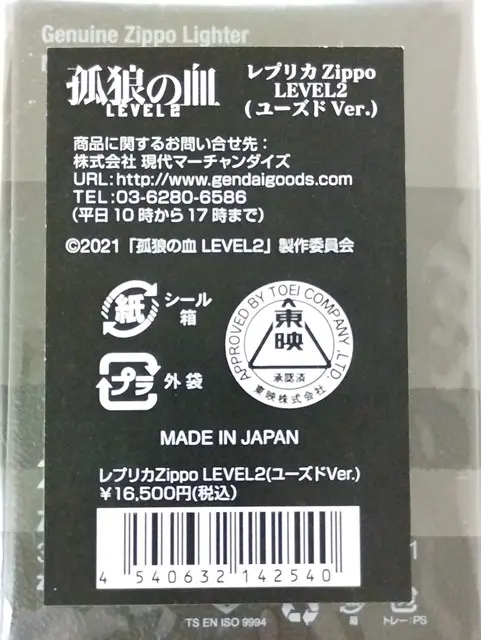 Genuine Zippo Lighter
孤狼の血
LEVEL2
レプリカ Zippo
LEVEL2
(ユーズド Ver.)
商品に関するお問い合せ先：
株式会社 現代マーチャンダイズ
URL:http://www.gendaigoods.com
TEL:03-6280-6586
(平日10時から17時まで)
©2021「孤狼の血 LEVEL2」製作委員会
紙
シール
箱
プラ
外袋
APPROVED BY TOEI COMPANY, LTD.
東映
承認済
東映株式会社
MADE IN JAPAN
レプリカZippo LEVEL2(ユーズドVer.)
¥16,500円(税込)
4 540632 142540
TS EN ISO 9994
箱
トレー:PS